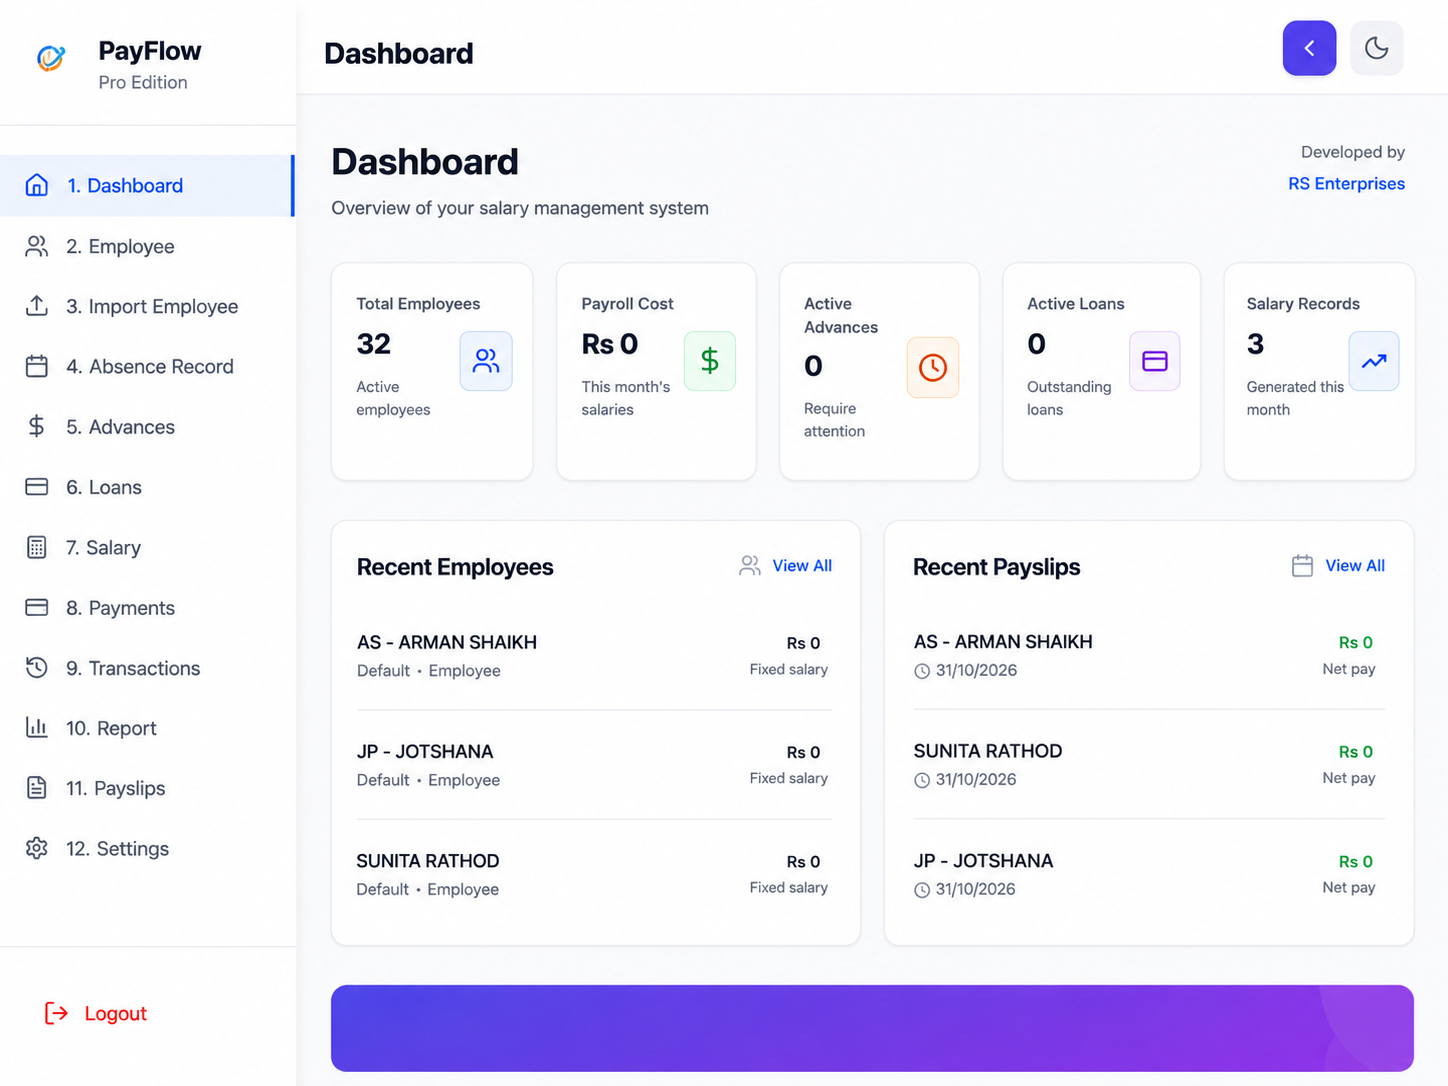 PayFlow
Pro Edition
1. Dashboard
2. Employee
3. Import Employee
4. Absence Record
5. Advances
6. Loans
7. Salary
8. Payments
9. Transactions
10. Report
11. Payslips
12. Settings
Logout
Dashboard
Dashboard
Overview of your salary management system
Developed by
RS Enterprises
Total Employees
32
Active
employees
Payroll Cost
Rs 0
This month's
salaries
Active
Advances
0
Require
attention
Active Loans
0
Outstanding
loans
Salary Records
3
Generated this
month
Recent Employees
View All
AS - ARMAN SHAIKH
Rs 0
Default • Employee
Fixed salary
JP - JOTSHANA
Rs 0
Default • Employee
Fixed salary
SUNITA RATHOD
Rs 0
Default • Employee
Fixed salary
Recent Payslips
View All
AS - ARMAN SHAIKH
Rs 0
31/10/2026
Net pay
SUNITA RATHOD
Rs 0
31/10/2026
Net pay
JP - JOTSHANA
Rs 0
31/10/2026
Net pay